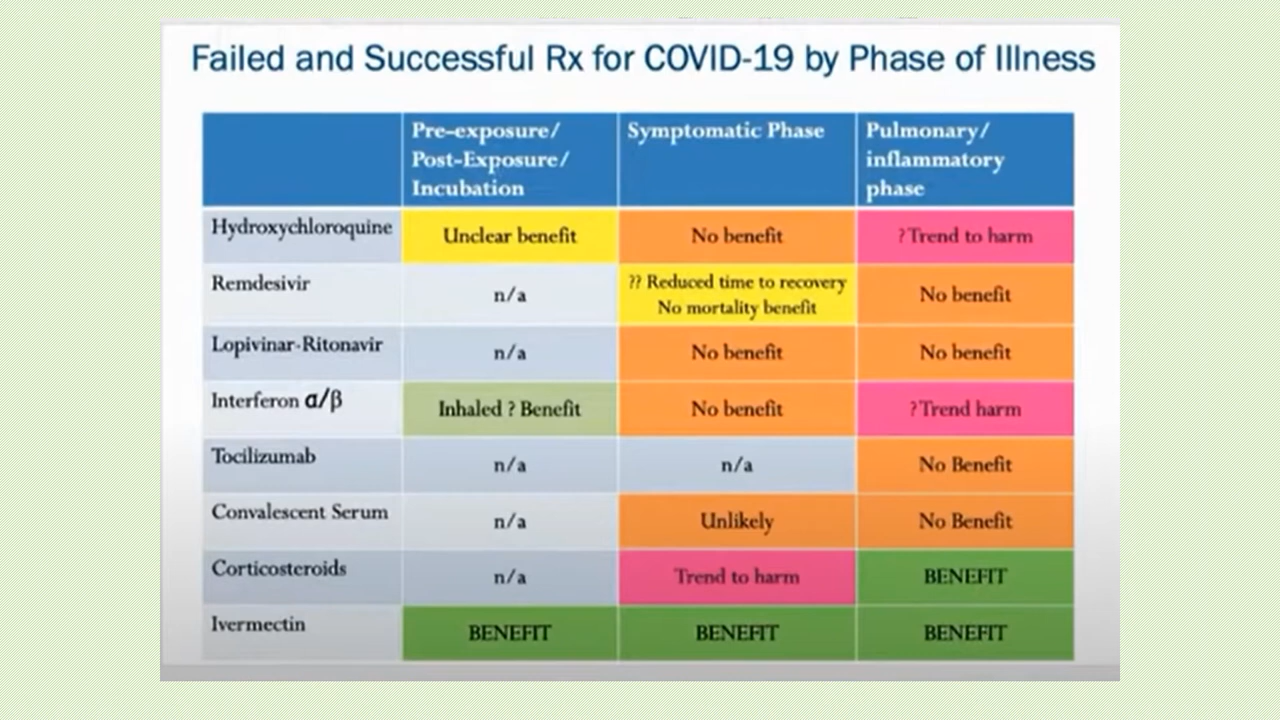 Failed and Successful Rx for COVID-19 by Phase of Illness
Pre-exposure/
Post-Exposure/
Incubation
Symptomatic Phase
Pulmonary/
inflammatory
phase
Hydroxychloroquine
Unclear benefit
No benefit
? Trend to harm
Remdesivir
n/a
?? Reduced time to recovery
No mortality benefit
No benefit
Lopivinar-Ritonavir
n/a
No benefit
No benefit
Interferon α/β
Inhaled ? Benefit
No benefit
? Trend harm
Tocilizumab
n/a
n/a
No Benefit
Convalescent Serum
n/a
Unlikely
No Benefit
Corticosteroids
n/a
Trend to harm
BENEFIT
Ivermectin
BENEFIT
BENEFIT
BENEFIT